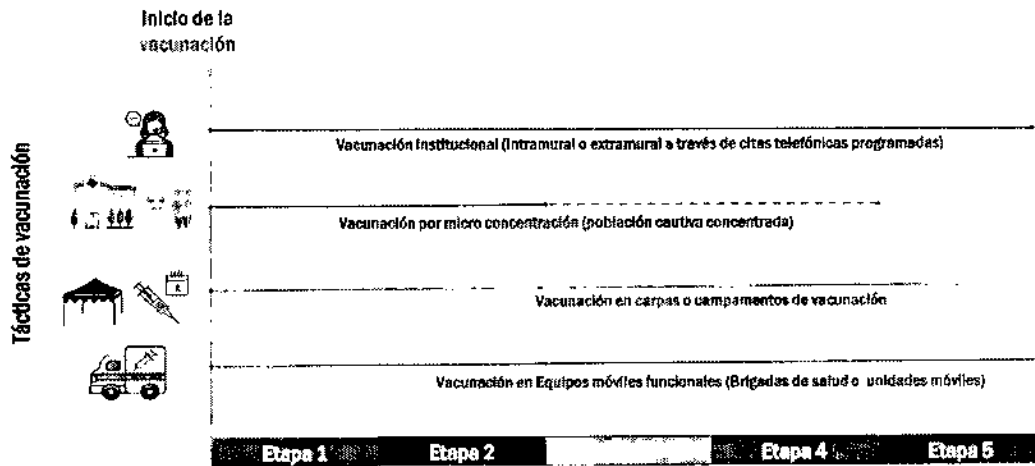 Inicio de la
vacunación
Tácticas de vacunación
Vacunación Institucional (Intramural o extramural a través de citas telefónicas programadas)
Vacunación por micro concentración (población cautiva concentrada)
Vacunación en carpas o campamentos de vacunación
Vacunación en Equipos móviles funcionales (Brigadas de salud o unidades móviles)
Etapa 1 Etapa 2 Etapa 4 Etapa 5